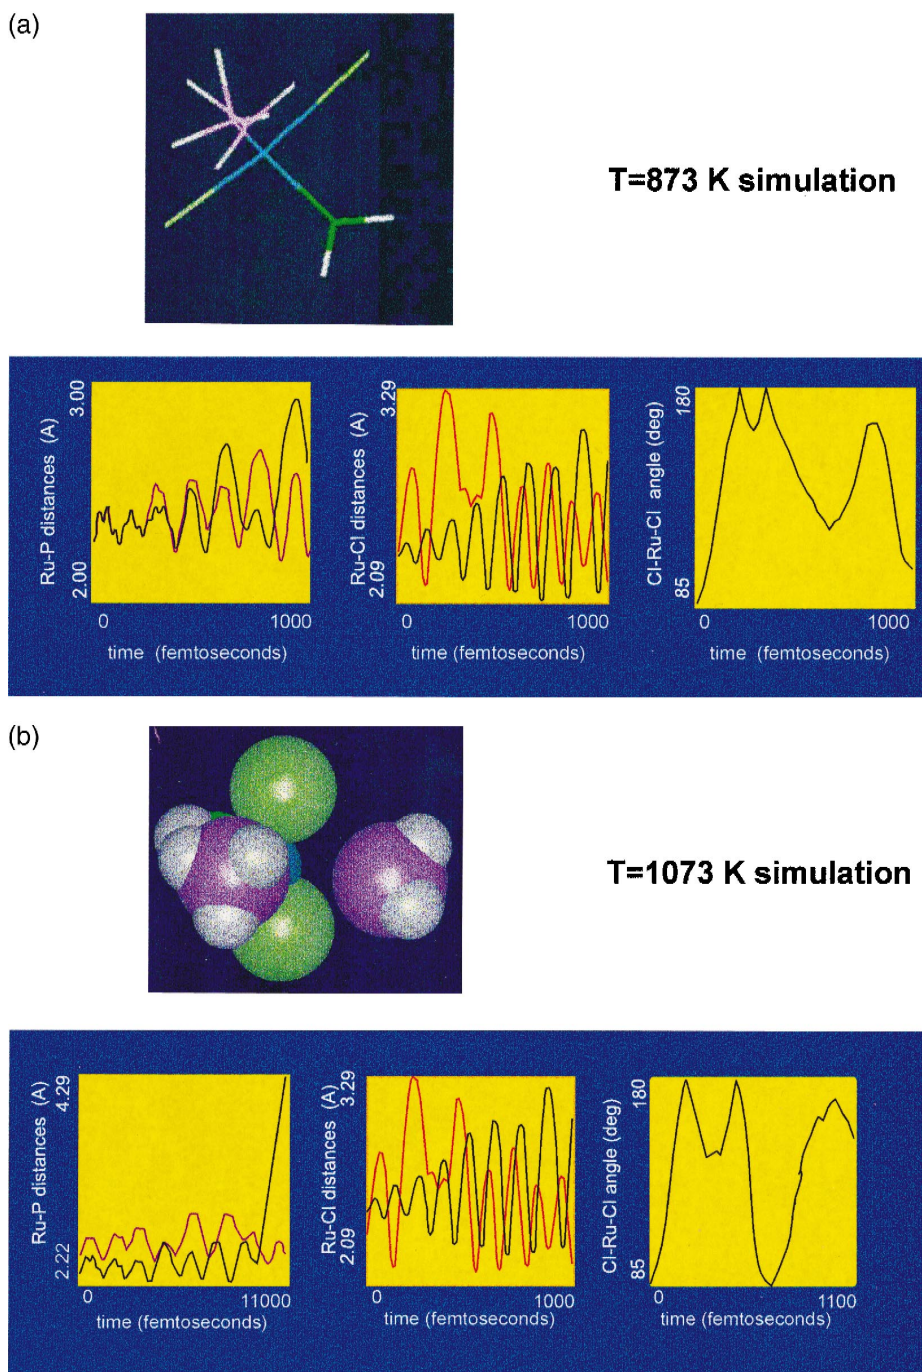 (a)
T=873 K simulation
Ru-P distances (A)
3.00
2.00
0
1000
time (femtoseconds)
Ru-Cl distances (A)
3.29
2.09
0
1000
time (femtoseconds)
Cl-Ru-Cl angle (deg)
180
85
0
1000
time (femtoseconds)
(b)
T=1073 K simulation
Ru-P distances (A)
4.29
2.22
0
11000
time (femtoseconds)
Ru-Cl distances (A)
3.29
2.09
0
1000
time (femtoseconds)
Cl-Ru-Cl angle (deg)
180
85
0
1100
time (femtoseconds)